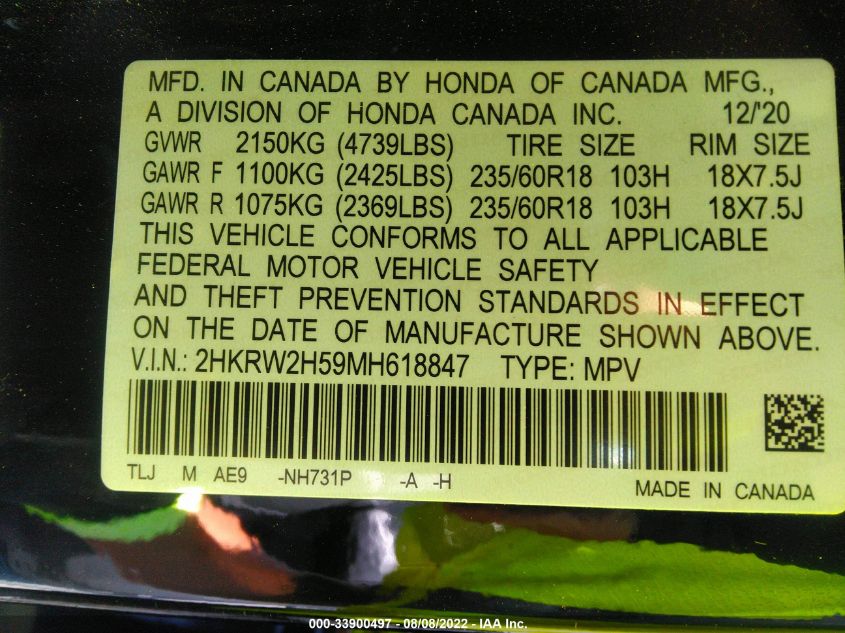 MFD. IN CANADA BY HONDA OF CANADA MFG.,
A DIVISION OF HONDA CANADA INC. 12/'20
GVWR 2150KG (4739LBS) TIRE SIZE RIM SIZE
GAWR F 1100KG (2425LBS) 235/60R18 103H 18X7.5J
GAWR R 1075KG (2369LBS) 235/60R18 103H 18X7.5J
THIS VEHICLE CONFORMS TO ALL APPLICABLE
FEDERAL MOTOR VEHICLE SAFETY
AND THEFT PREVENTION STANDARDS IN EFFECT
ON THE DATE OF MANUFACTURE SHOWN ABOVE.
V.I.N.: 2HKRW2H59MH618847 TYPE: MPV
TLJ M AE9 -NH731P -A -H
MADE IN CANADA
000-33900497 - 08/08/2022 - IAA Inc.